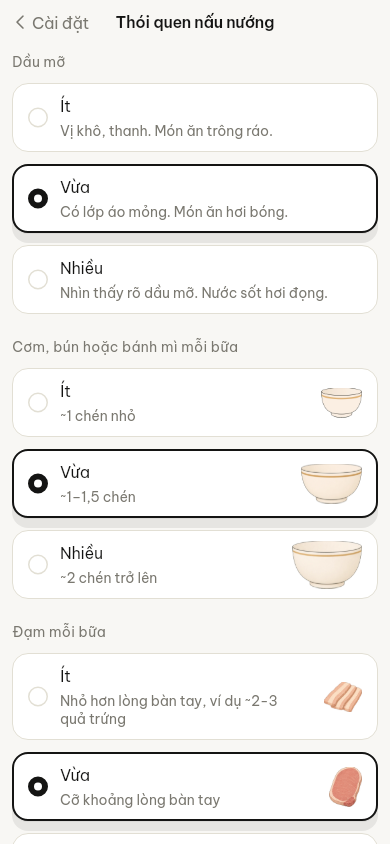 Cài đặt
Thói quen nấu nướng
Dầu mỡ
Ít
Vị khô, thanh. Món ăn trông ráo.
Vừa
Có lớp áo mỏng. Món ăn hơi bóng.
Nhiều
Nhìn thấy rõ dầu mỡ. Nước sốt hơi đọng.
Cơm, bún hoặc bánh mì mỗi bữa
Ít
~1 chén nhỏ
Vừa
~1–1,5 chén
Nhiều
~2 chén trở lên
Đạm mỗi bữa
Ít
Nhỏ hơn lòng bàn tay, ví dụ ~2–3
quả trứng
Vừa
Cỡ khoảng lòng bàn tay